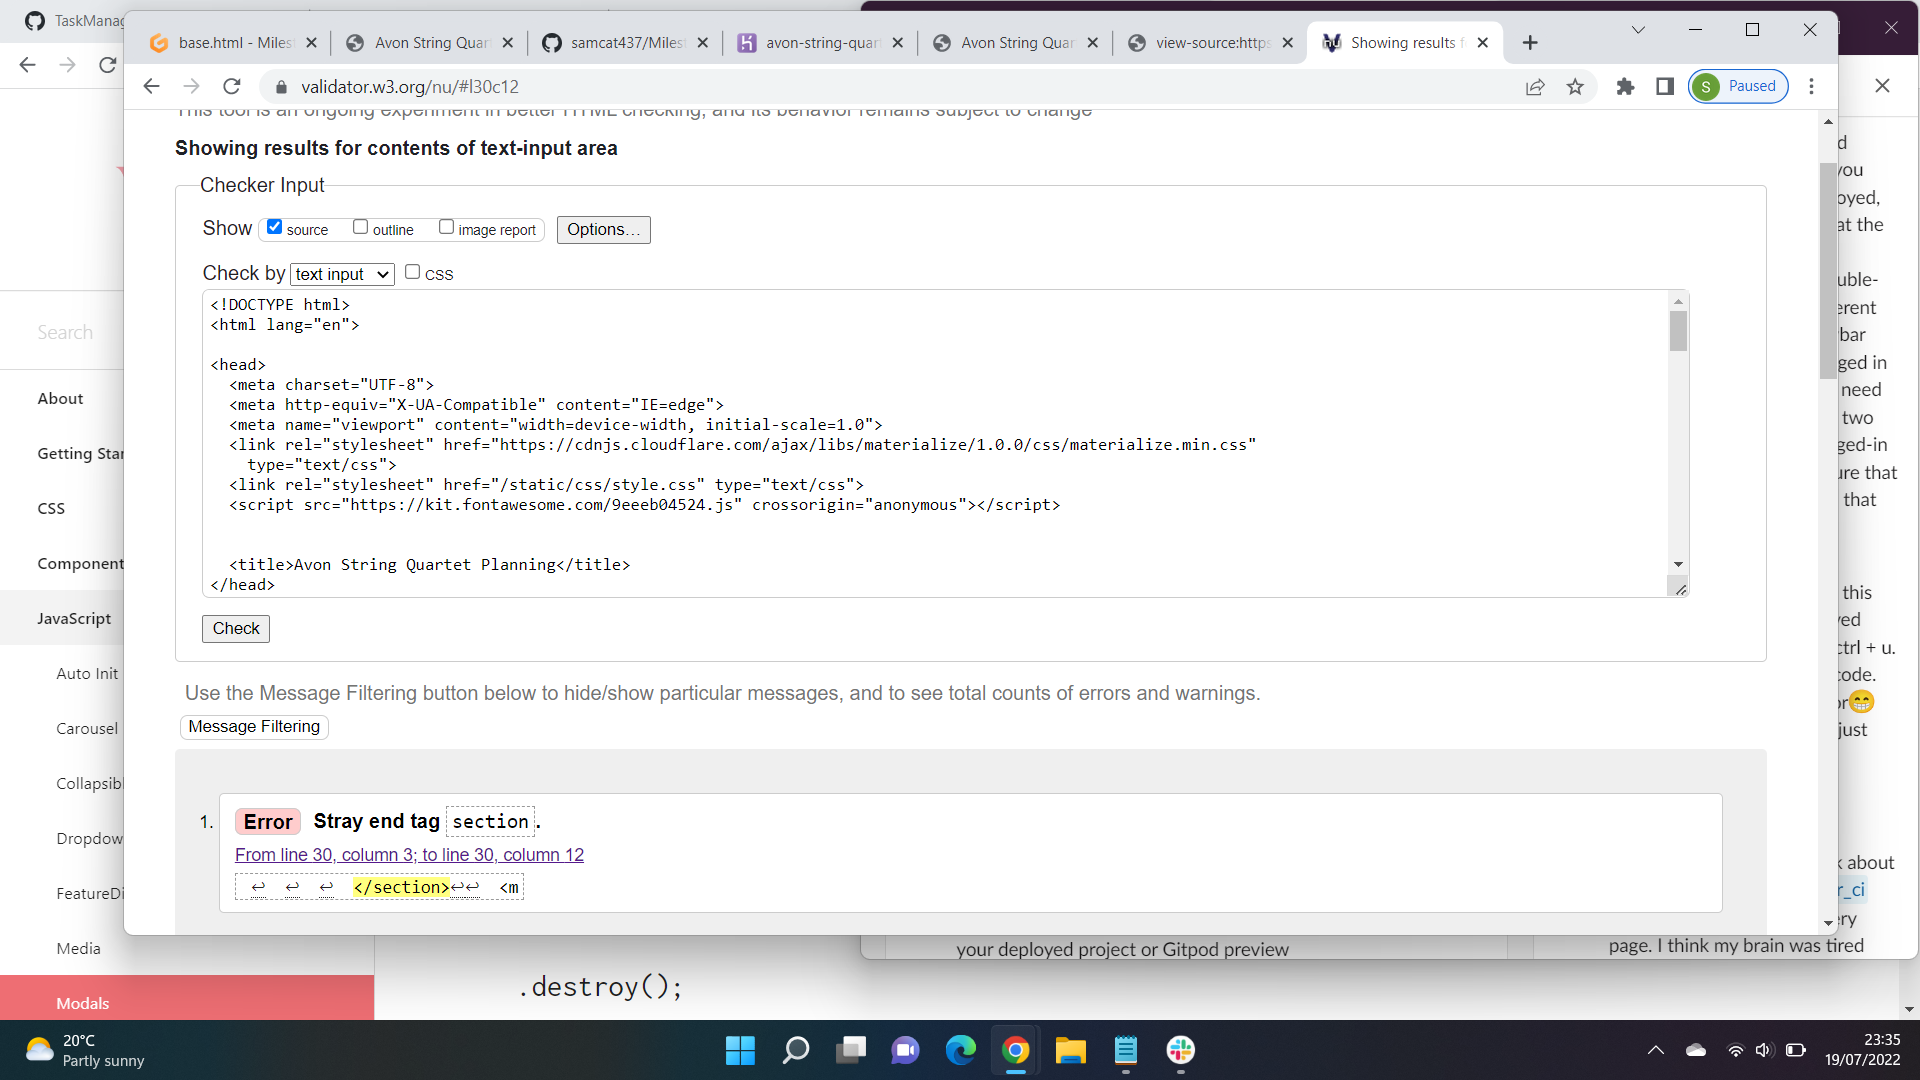 TaskManag
base.html - Milest
Avon String Quar
samcat437/Milest
avon-string-quar
Avon String Quar
view-source:https
Showing results f
validator.w3.org/nu/#l30c12
S
Paused
This tool is an ongoing experiment in better HTML checking, and its behavior remains subject to change
Showing results for contents of text-input area
Checker Input
Show
source
outline
image report
Options...
Check by
text input
CSS
<!DOCTYPE html>
<html lang="en">
<head>
<meta charset="UTF-8">
<meta http-equiv="X-UA-Compatible" content="IE=edge">
<meta name="viewport" content="width=device-width, initial-scale=1.0">
<link rel="stylesheet" href="https://cdnjs.cloudflare.com/ajax/libs/materialize/1.0.0/css/materialize.min.css"
type="text/css">
<link rel="stylesheet" href="/static/css/style.css" type="text/css">
<script src="https://kit.fontawesome.com/9eeeb04524.js" crossorigin="anonymous"></script>
<title>Avon String Quartet Planning</title>
</head>
Check
Use the Message Filtering button below to hide/show particular messages, and to see total counts of errors and warnings.
Message Filtering
1.
Error Stray end tag section.
From line 30, column 3; to line 30, column 12
↩ ↩ ↩ </section>↩↩ <m
Search
About
Getting Star
CSS
Component
JavaScript
Auto Init
Carousel
Collapsibl
Dropdow
FeatureDi
Media
Modals
.destroy();
your deployed project or Gitpod preview
d
you
oyed,
at the
uble-
erent
bar
ged in
need
two
ged-in
ure that
that
this
ed
ctrl + u.
code.
or😁
just
k about
r_ci
ery
page. I think my brain was tired
20°C
Partly sunny
23:35
19/07/2022